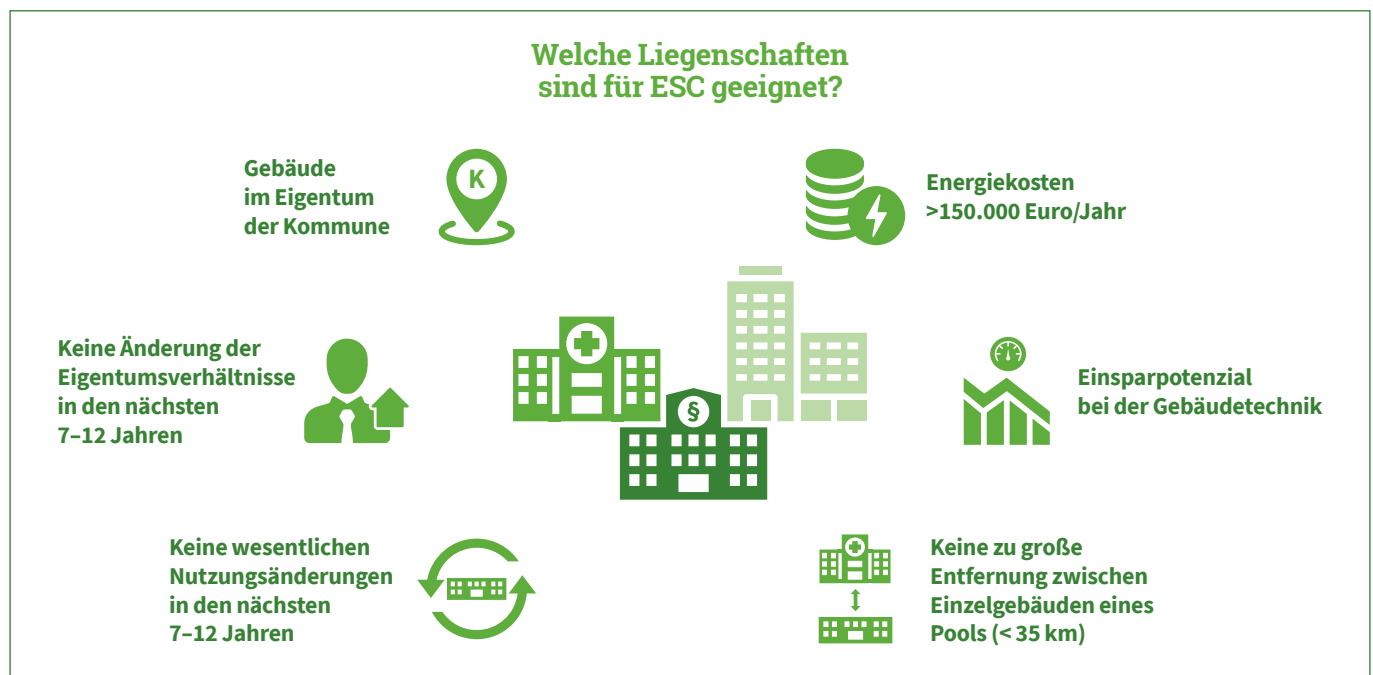 Welche Liegenschaften
sind für ESC geeignet?
Gebäude
im Eigentum
der Kommune
K
Energiekosten
>150.000 Euro/Jahr
Keine Änderung der
Eigentumsverhältnisse
in den nächsten
7–12 Jahren
§
Einsparpotenzial
bei der Gebäudetechnik
Keine wesentlichen
Nutzungsänderungen
in den nächsten
7–12 Jahren
Keine zu große
Entfernung zwischen
Einzelgebäuden eines
Pools (< 35 km)